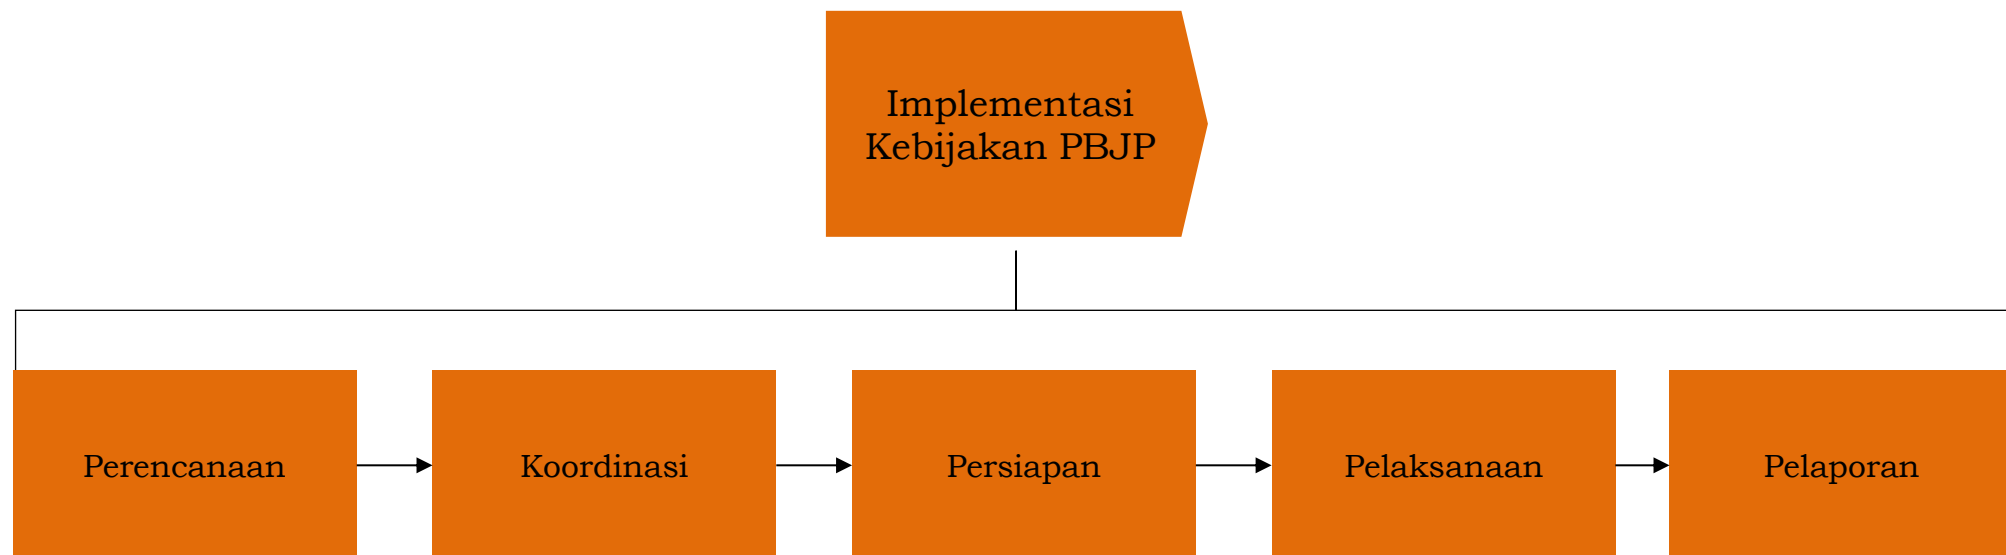 Implementasi
Kebijakan PBJP
Perencanaan
Koordinasi
Persiapan
Pelaksanaan
Pelaporan